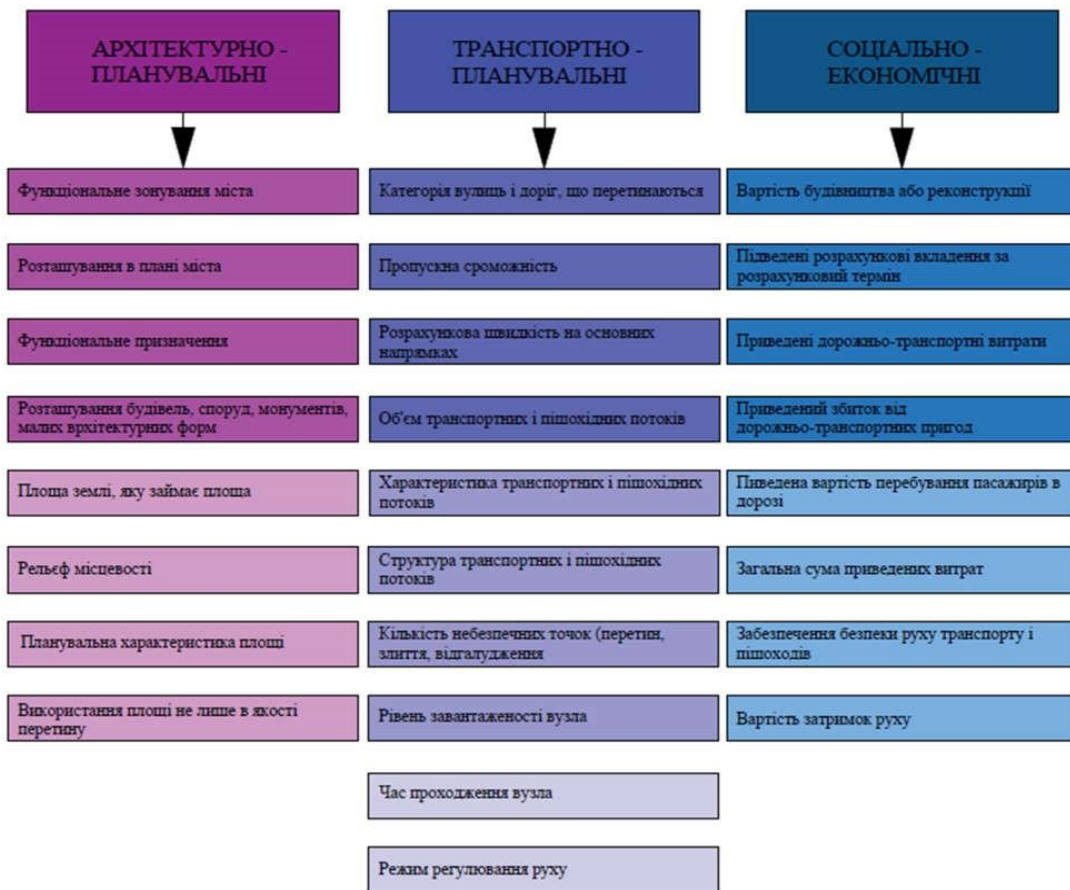 АРХІТЕКТУРНО -
ПЛАНУВАЛЬНІ
Функціональне зонування міста
Розташування в плані міста
Функціональне призначення
Розташування будівель, споруд, монументів,
малих врхітектурних форм
Площа землі, яку займає площа
Рельєф місцевості
Планувальна характеристика площі
Використання площі не лише в якості
перетину
ТРАНСПОРТНО -
ПЛАНУВАЛЬНІ
Категорія вулиць і доріг, що перетинаються
Пропускна сроможність
Розрахункова швидкість на основних
напрямках
Об'єм транспортних і пішохідних потоків
Характеристика транспортних і пішохідних
потоків
Структура транспортних і пішохідних
потоків
Кількість небезпечних точок (перетин,
злиття, відгалудження
Рівень завантаженості вузла
Час проходження вузла
Режим регулювання руху
СОЦІАЛЬНО -
ЕКОНОМІЧНІ
Вартість будівництва або реконструкції
Підведені розрахункові вкладення за
розрахунковий термін
Приведені дорожньо-транспортні витрати
Приведений збиток від
дорожньо-транспортних пригод
Пиведена вартість перебування пасажирів в
дорозі
Загальна сума приведених витрат
Забезпечення безпеки руху транспорту і
пішоходів
Вартість затримок руху